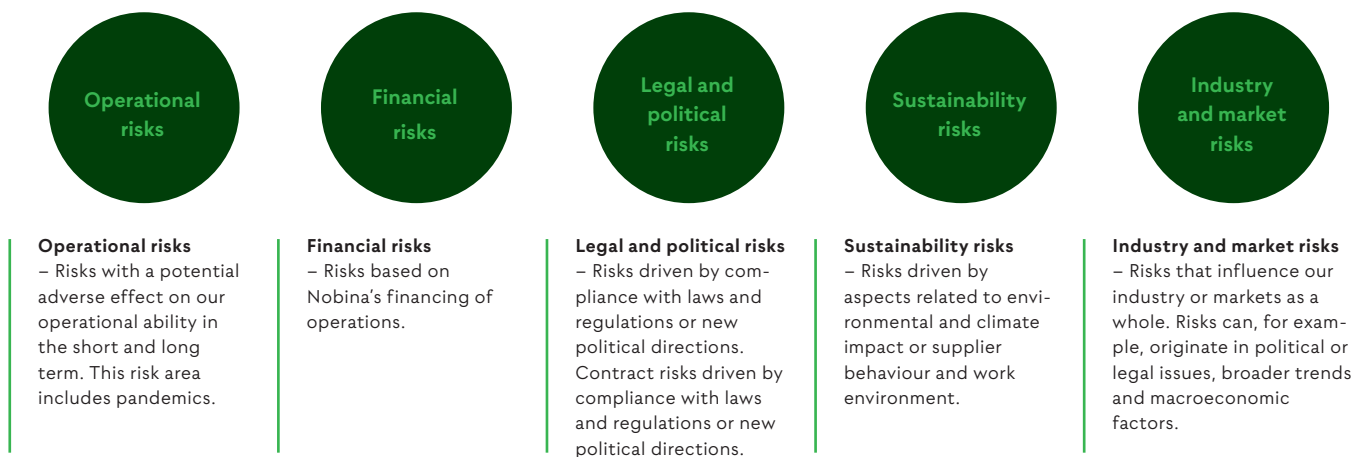 Operational
risks
Financial
risks
Legal and
political
risks
Sustainability
risks
Industry
and market
risks
Operational risks
– Risks with a potential
adverse effect on our
operational ability in
the short and long
term. This risk area
includes pandemics.
Financial risks
– Risks based on
Nobina’s financing of
operations.
Legal and political risks
– Risks driven by com-
pliance with laws and
regulations or new
political directions.
Contract risks driven by
compliance with laws
and regulations or new
political directions.
Sustainability risks
– Risks driven by
aspects related to envi-
ronmental and climate
impact or supplier
behaviour and work
environment.
Industry and market risks
– Risks that influence our
industry or markets as a
whole. Risks can, for exam-
ple, originate in political or
legal issues, broader trends
and macroeconomic
factors.